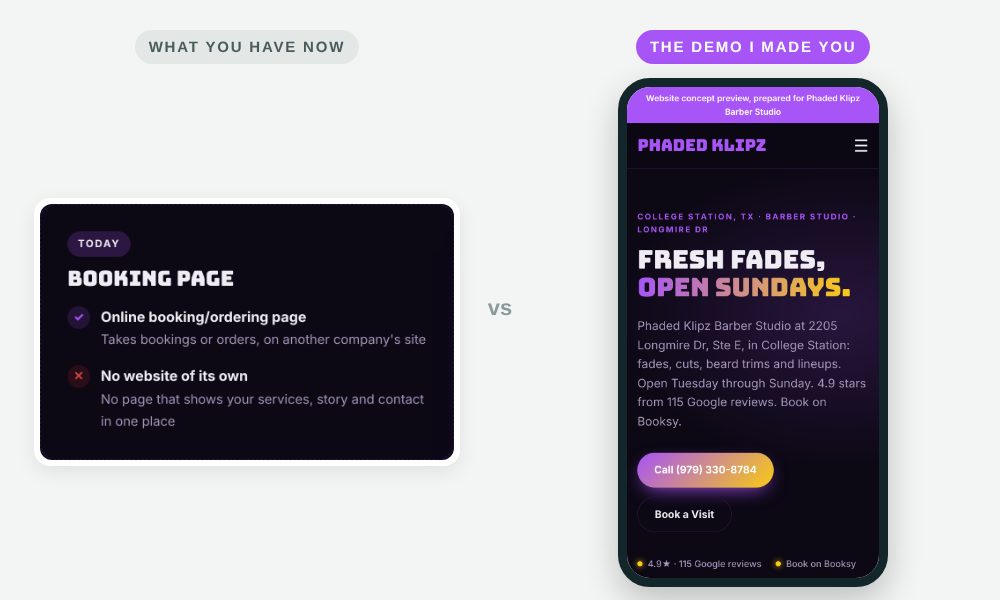 WHAT YOU HAVE NOW
TODAY
BOOKING PAGE
Online booking/ordering page
Takes bookings or orders, on another company's site
No website of its own
No page that shows your services, story and contact
in one place
vs
THE DEMO I MADE YOU
Website concept preview, prepared for Phaded Klipz
Barber Studio
PHADED KLIPZ
COLLEGE STATION, TX · BARBER STUDIO ·
LONGMIRE DR
FRESH FADES,
OPEN SUNDAYS.
Phaded Klipz Barber Studio at 2205
Longmire Dr, Ste E, in College Station:
fades, cuts, beard trims and lineups.
Open Tuesday through Sunday. 4.9 stars
from 115 Google reviews. Book on
Booksy.
Call (979) 330-8784
Book a Visit
4.9★ · 115 Google reviews
Book on Booksy